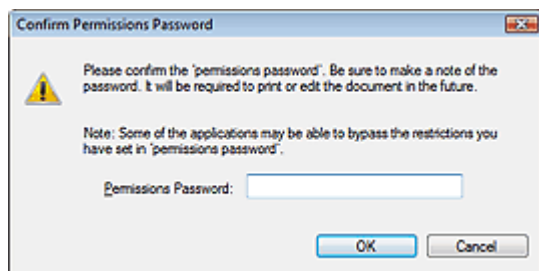 Confirm Permissions Password
Please confirm the 'permissions password'. Be sure to make a note of the
password. It will be required to print or edit the document in the future.
Note: Some of the applications may be able to bypass the restrictions you
have set in 'permissions password'.
Permissions Password:
OK Cancel